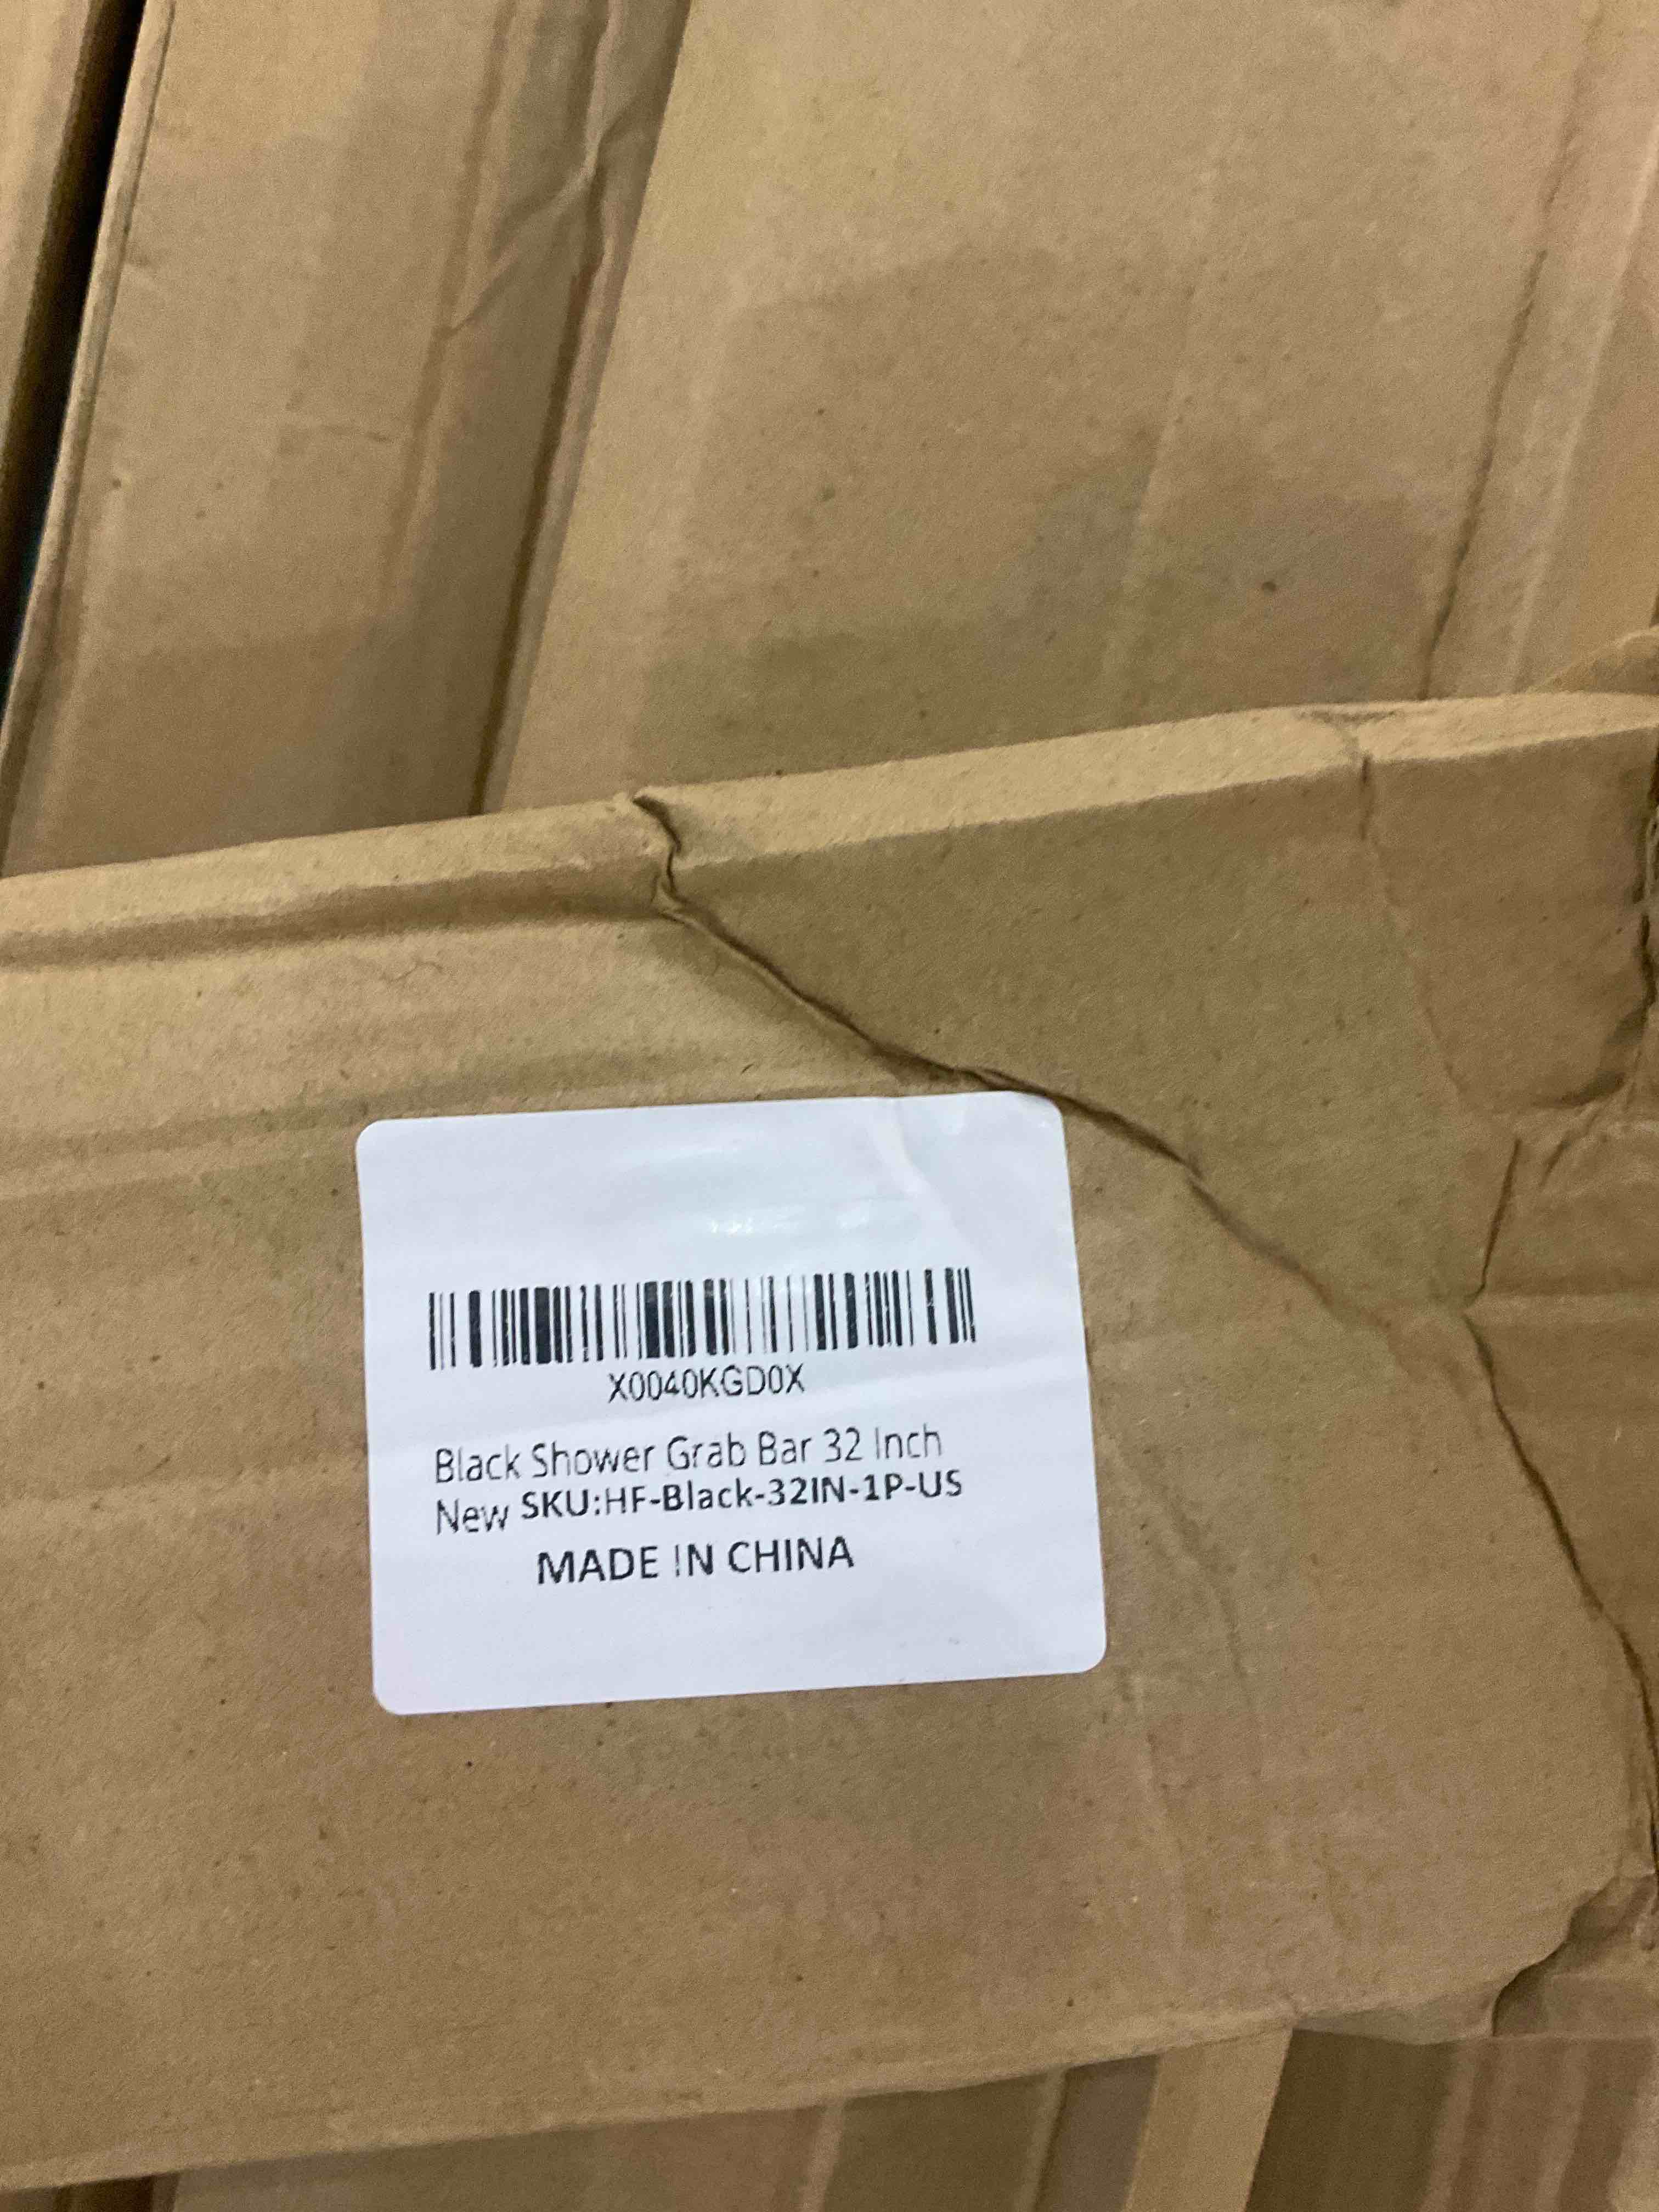 X0040KGD0X
Black Shower Grab Bar 32 Inch
New SKU:HF-Black-32IN-1P-US
MADE IN CHINA